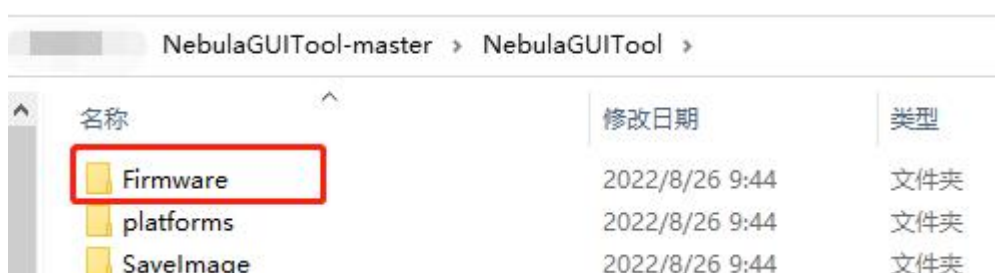 NebulaGUITool-master > NebulaGUITool >
名称 修改日期 类型
Firmware 2022/8/26 9:44 文件夹
platforms 2022/8/26 9:44 文件夹
SaveImage 2022/8/26 9:44 文件夹